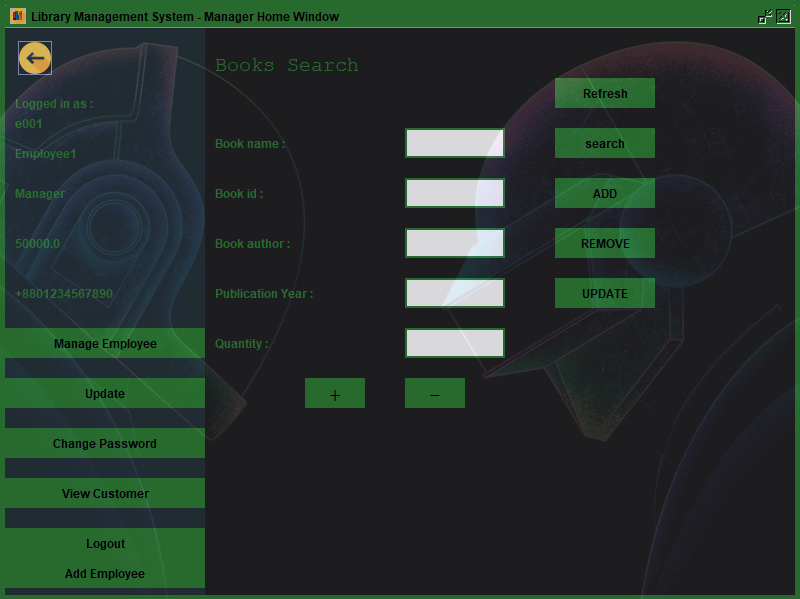 Library Management System - Manager Home Window
Books Search
Logged in as :
e001
Employee1
Manager
50000.0
+8801234567890
Manage Employee
Update
Change Password
View Customer
Logout
Add Employee
Book name :
Book id :
Book author :
Publication Year :
Quantity :
+ −
Refresh
search
ADD
REMOVE
UPDATE